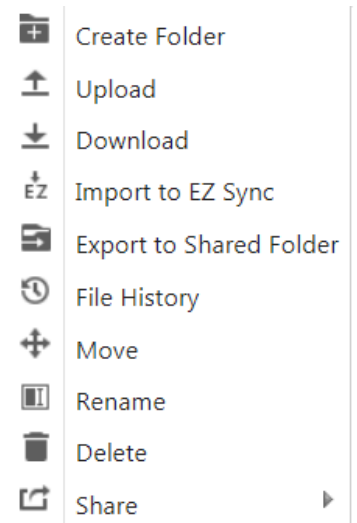 Create Folder
Upload
Download
EZ Import to EZ Sync
Export to Shared Folder
File History
Move
Rename
Delete
Share